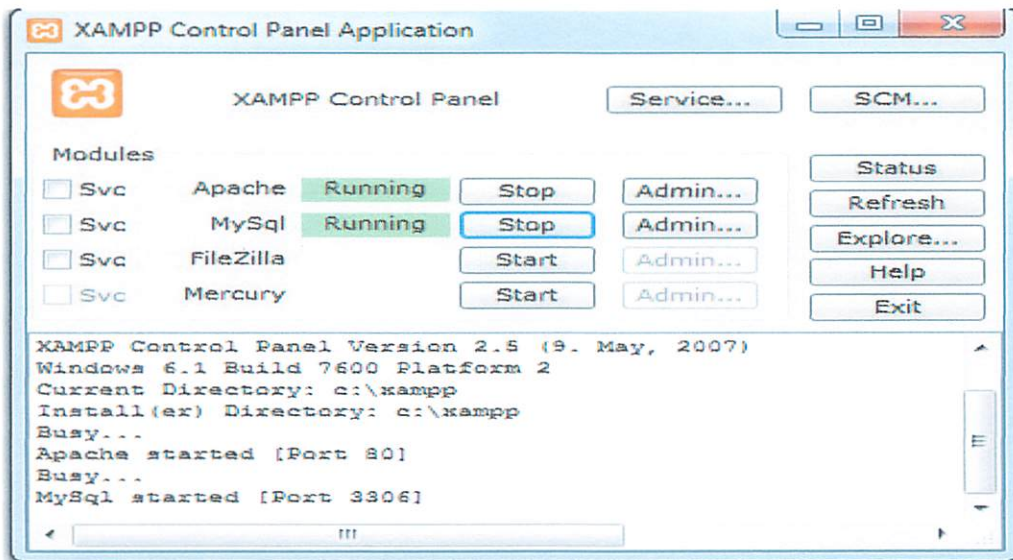 XAMPP Control Panel Application
XAMPP Control Panel Service... SCM...
Modules
Status
Svc Apache Running Stop Admin...
Refresh
Svc MySql Running Stop Admin...
Explore...
Svc FileZilla Start Admin...
Help
Svc Mercury Start Admin...
Exit
XAMPP Control Panel Version 2.5 (9. May, 2007)
Windows 6.1 Build 7600 Platform 2
Current Directory: c:\xampp
Install(er) Directory: c:\xampp
Busy...
Apache started [Port 80]
Busy...
MySql started [Port 3306]